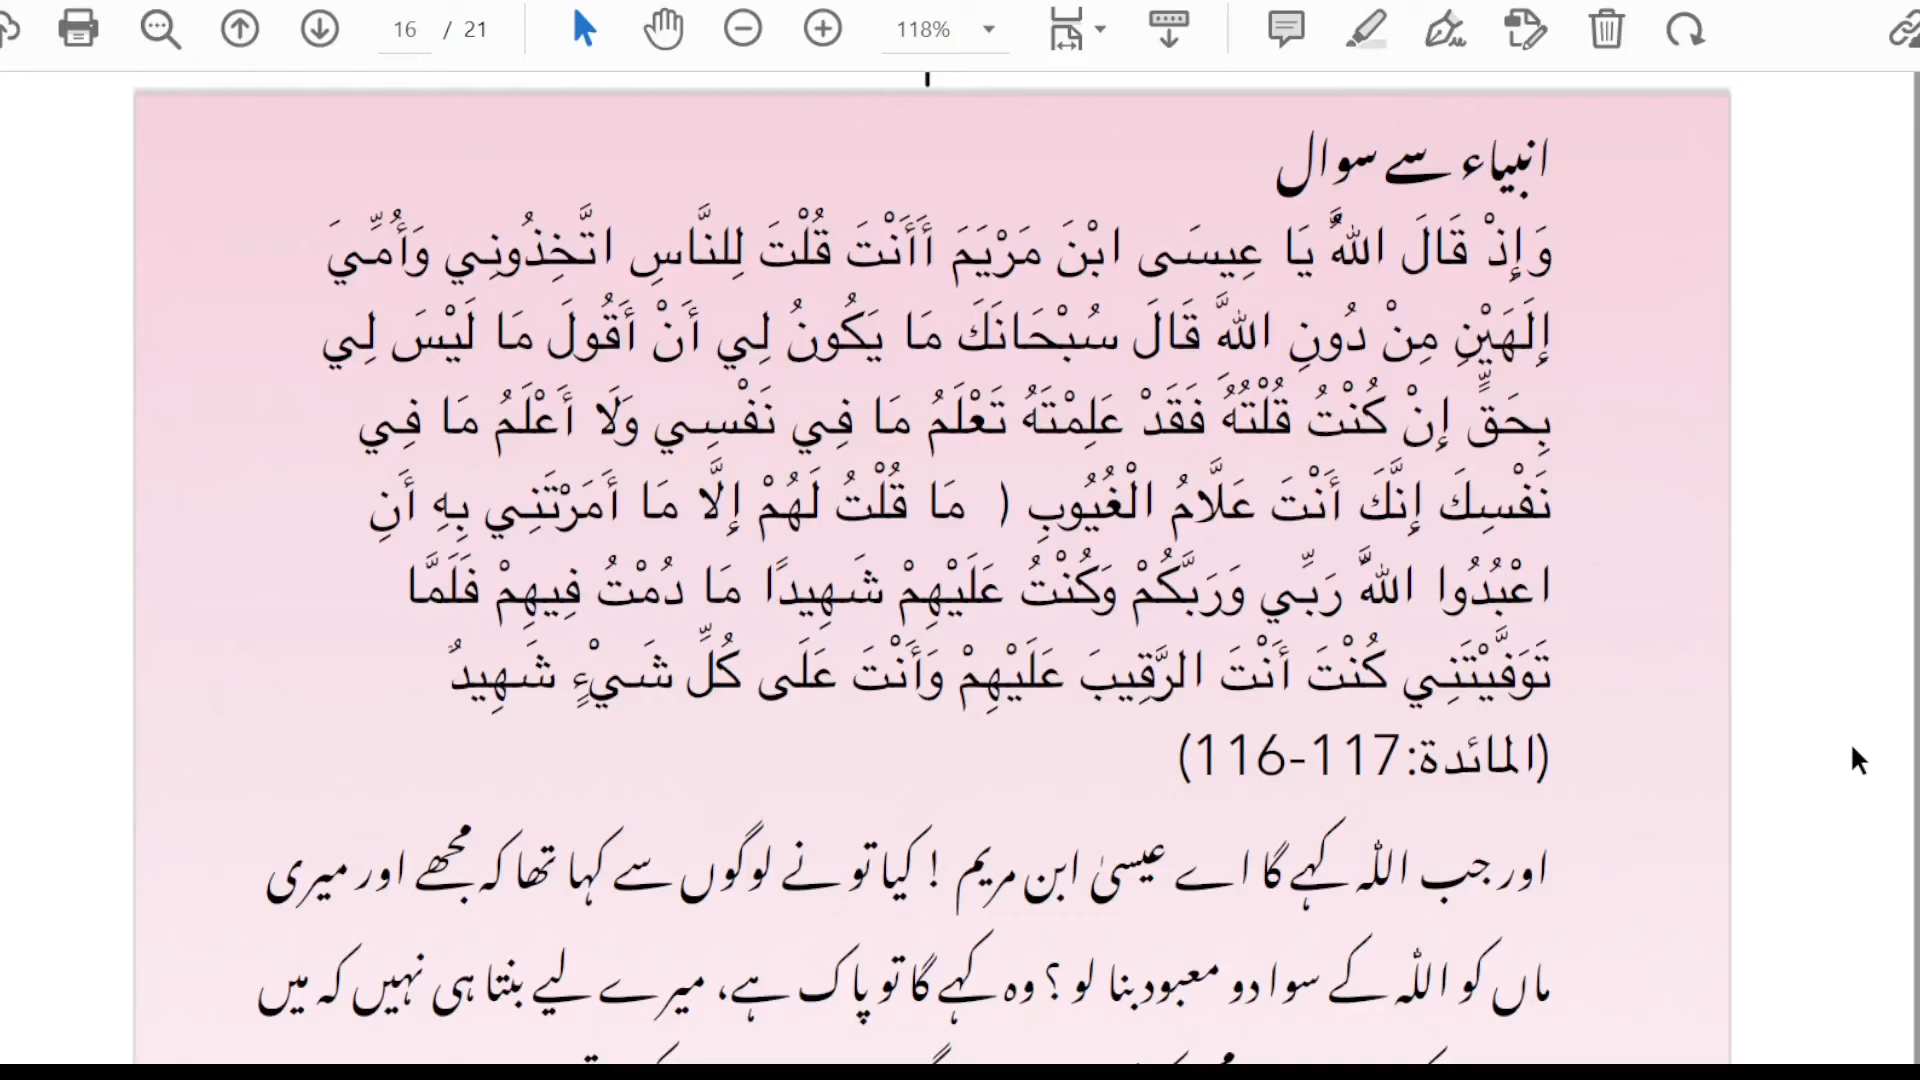 16 / 21 118%
انبیاء سے سوال
وَإِذْ قَالَ اللَّهُ يَا عِيسَى ابْنَ مَرْيَمَ أَأَنْتَ قُلْتَ لِلنَّاسِ اتَّخِذُونِي وَأُمِّيَ
إِلَهَيْنِ مِنْ دُونِ اللَّهِ قَالَ سُبْحَانَكَ مَا يَكُونُ لِي أَنْ أَقُولَ مَا لَيْسَ لِي
بِحَقٍّ إِنْ كُنْتُ قُلْتُهُ فَقَدْ عَلِمْتَهُ تَعْلَمُ مَا فِي نَفْسِي وَلَا أَعْلَمُ مَا فِي
نَفْسِكَ إِنَّكَ أَنْتَ عَلَّامُ الْغُيُوبِ ( مَا قُلْتُ لَهُمْ إِلَّا مَا أَمَرْتَنِي بِهِ أَنِ
اعْبُدُوا اللَّهَ رَبِّي وَرَبَّكُمْ وَكُنْتُ عَلَيْهِمْ شَهِيدًا مَا دُمْتُ فِيهِمْ فَلَمَّا
تَوَفَّيْتَنِي كُنْتَ أَنْتَ الرَّقِيبَ عَلَيْهِمْ وَأَنْتَ عَلَى كُلِّ شَيْءٍ شَهِيدٌ
(المائدة:117-116)
اور جب اللہ کہے گا اے عیسیٰ ابن مریم ! کیا تو نے لوگوں سے کہا تھا کہ مجھے اور میری
ماں کو اللہ کے سوا دو معبود بنا لو ؟ وہ کہے گا تو پاک ہے، میرے لیے بنتا ہی نہیں کہ میں